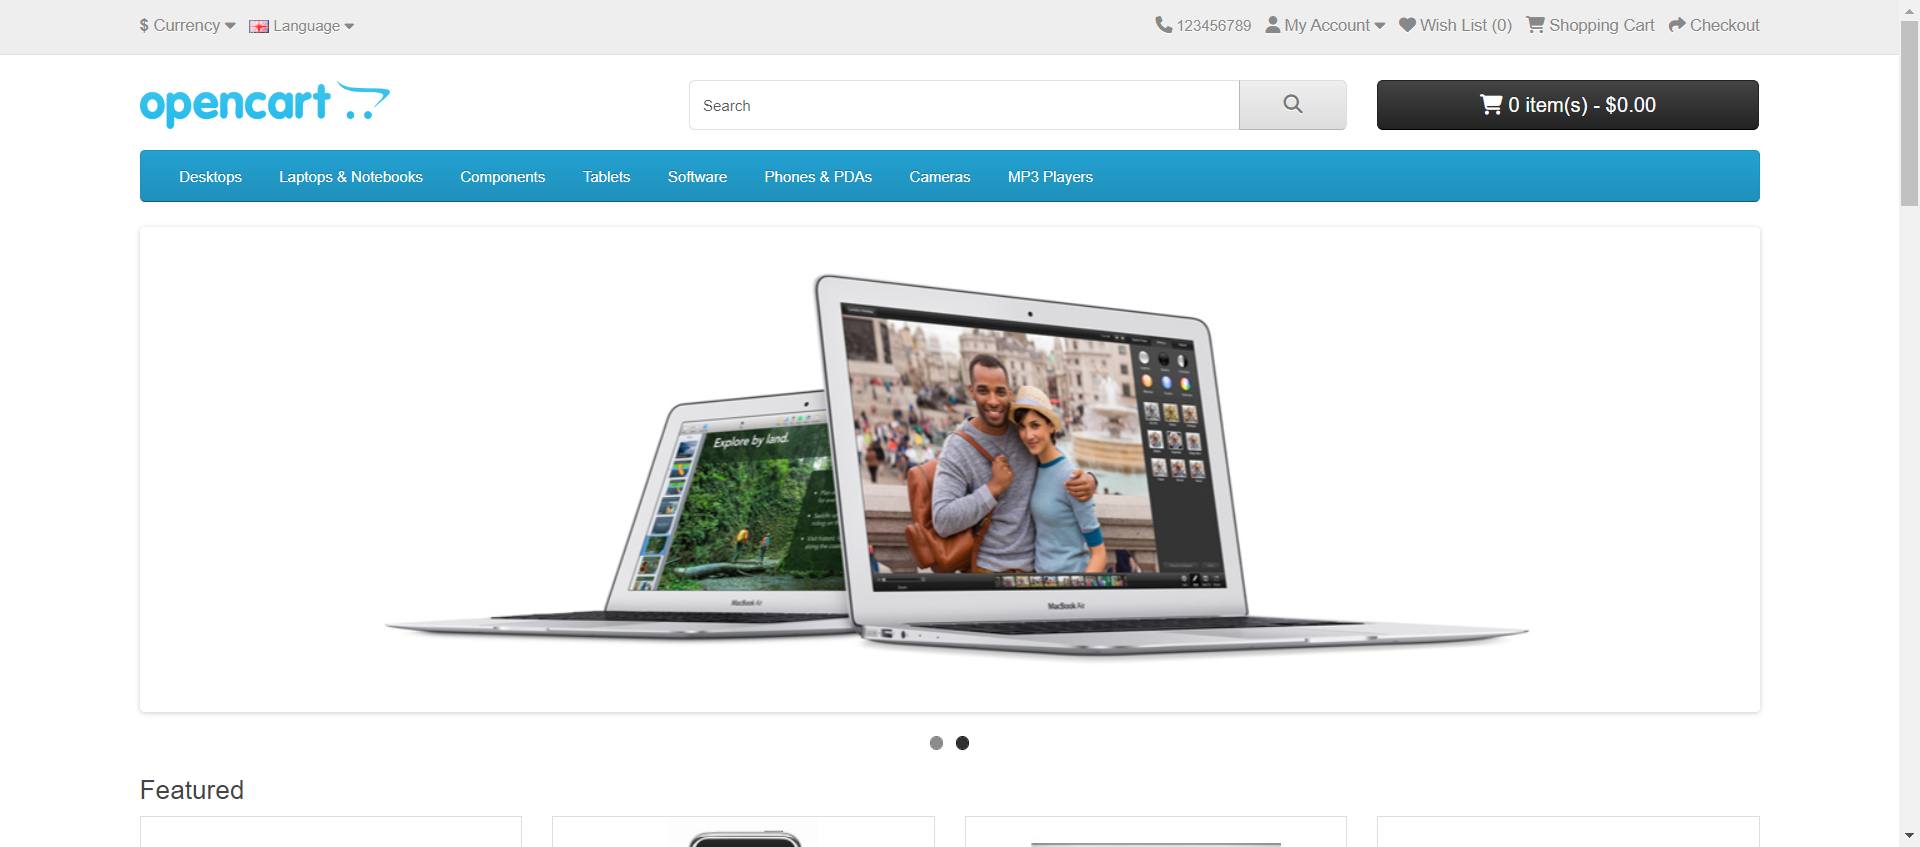 $ Currency Language 123456789 My Account Wish List (0) Shopping Cart Checkout
opencart Search 0 item(s) - $0.00
Desktops Laptops & Notebooks Components Tablets Software Phones & PDAs Cameras MP3 Players
Explore by land.
MacBook Air
MacBook Air
Featured